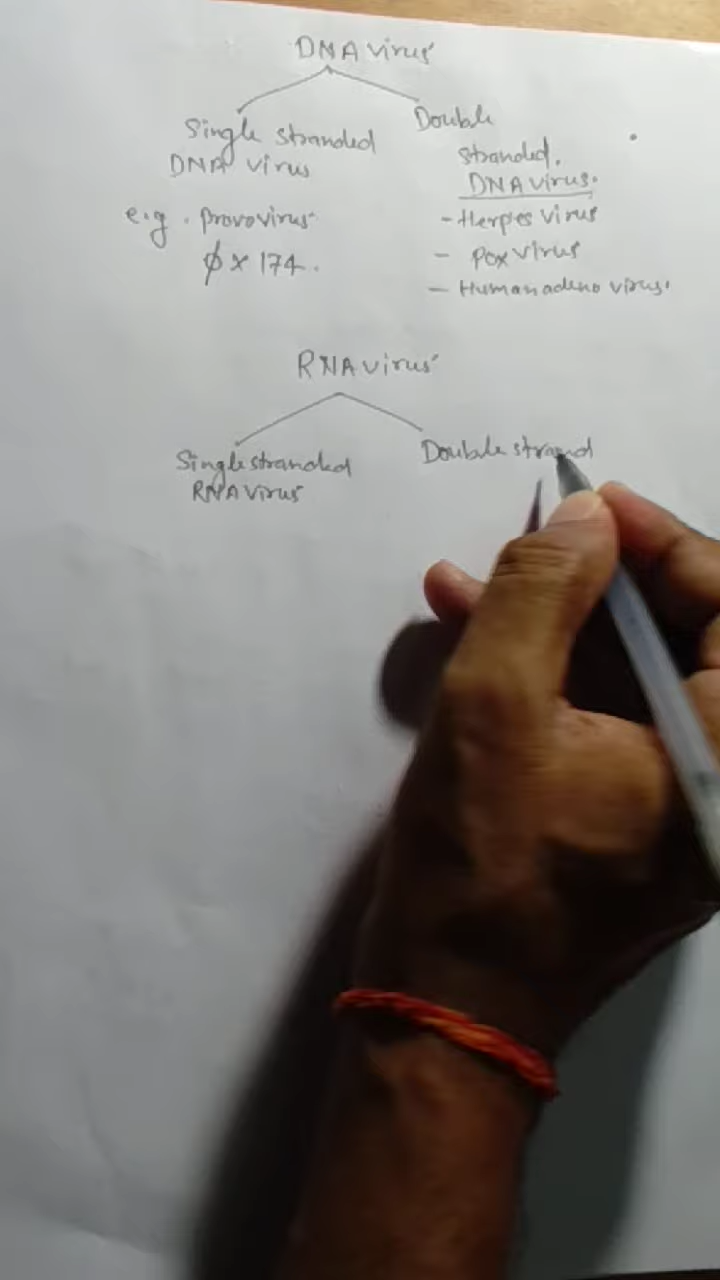 DNA virus
Single stranded
DNA virus
e.g. provovirus
φ x 174.
Double
stranded.
DNA virus.
- Herpes virus
- pox virus
- Human adeno virus.
RNA virus
Single stranded
RNA virus
Double strand